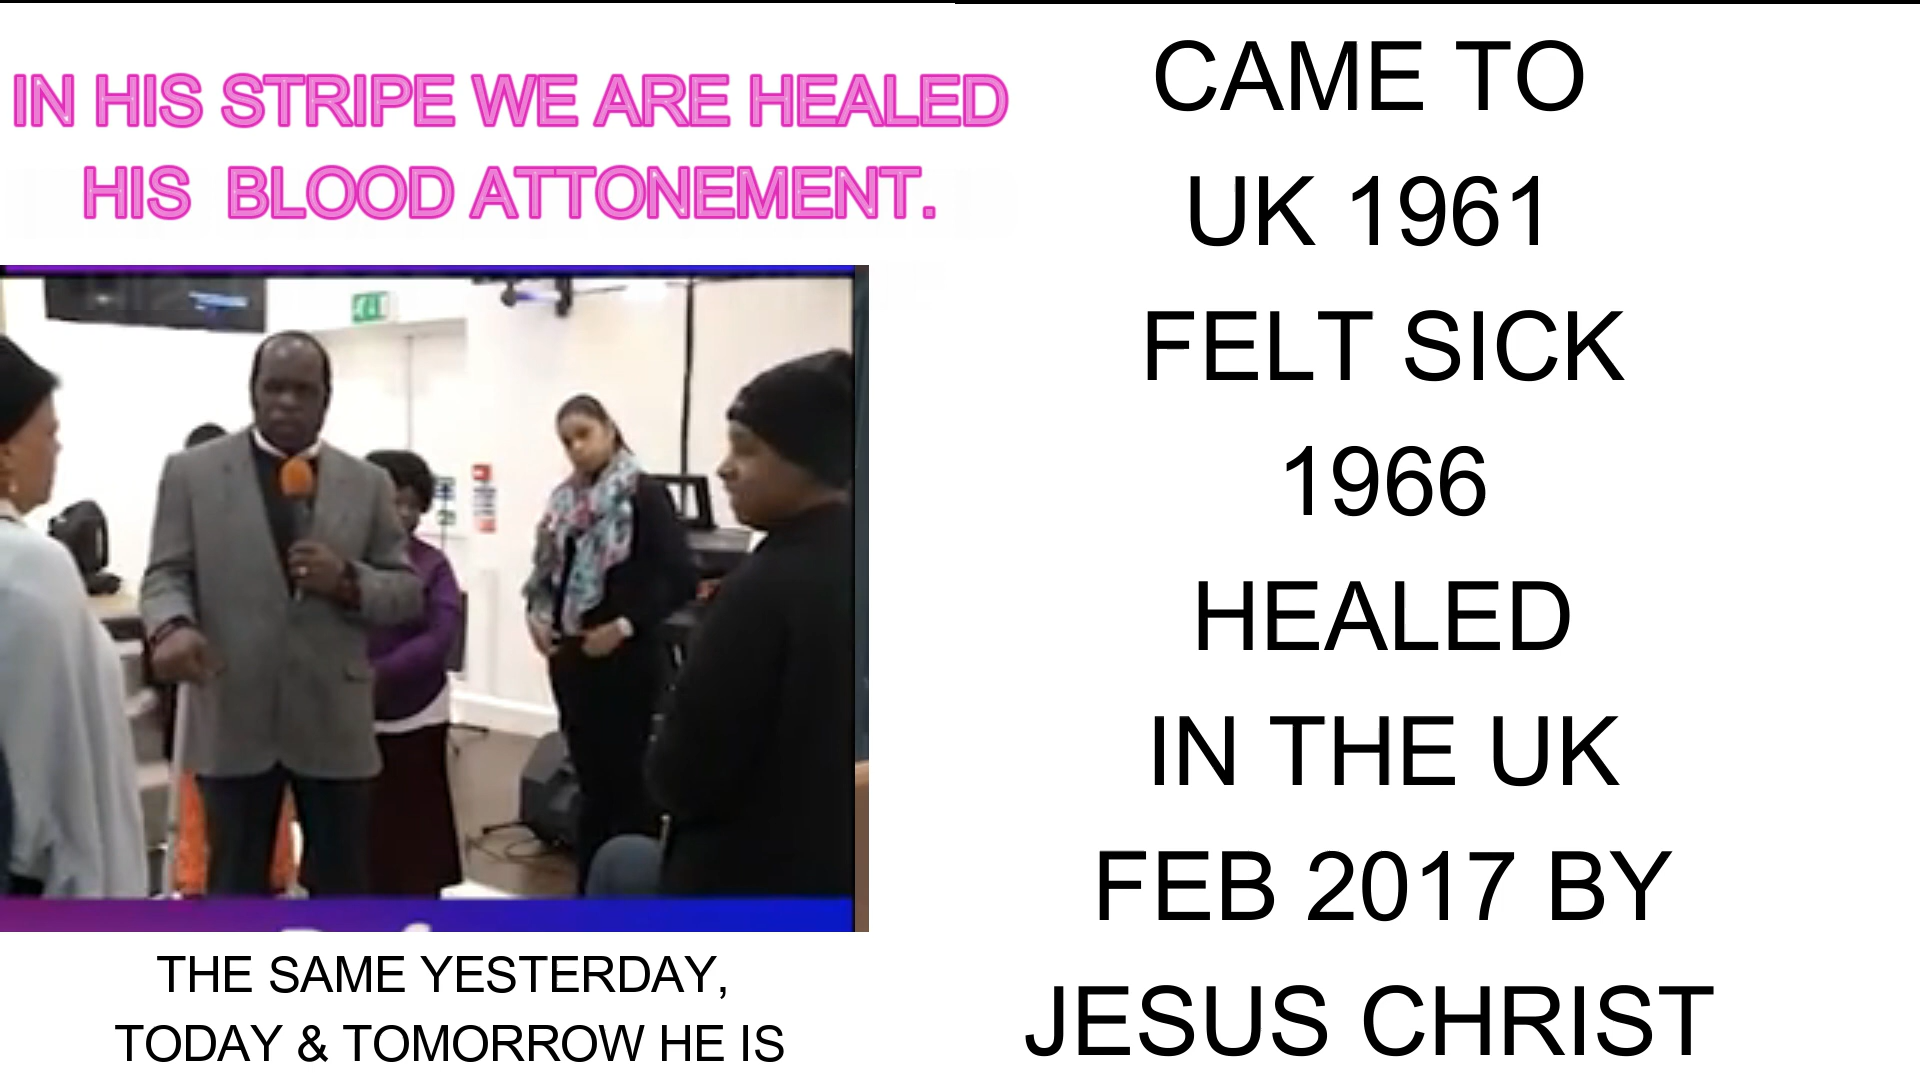 IN HIS STRIPE WE ARE HEALED
HIS  BLOOD ATTONEMENT.
THE SAME YESTERDAY,
TODAY & TOMORROW HE IS
CAME TO
UK 1961
FELT SICK
1966
HEALED
IN THE UK
FEB 2017 BY
JESUS CHRIST